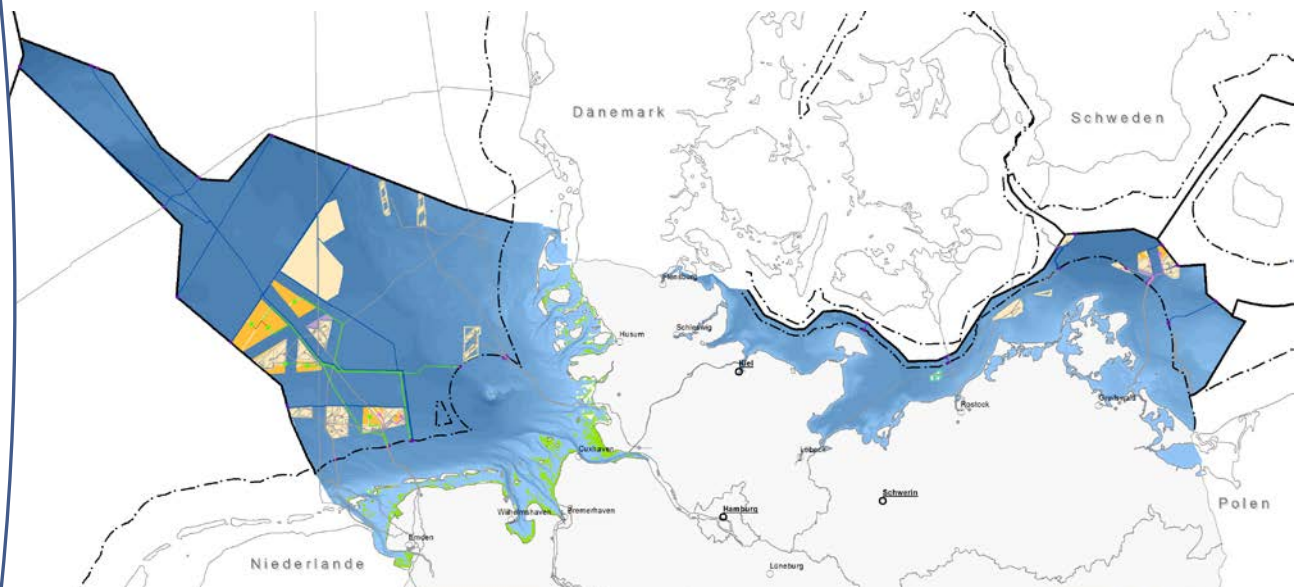 Dänemark
Schweden
Flensburg
Husum
Schleswig
Kiel
Rostock
Greifswald
Cuxhaven
Lübeck
Schwerin
Wilhelmshaven
Bremerhaven
Hamburg
Polen
Emden
Niederlande
Lüneburg